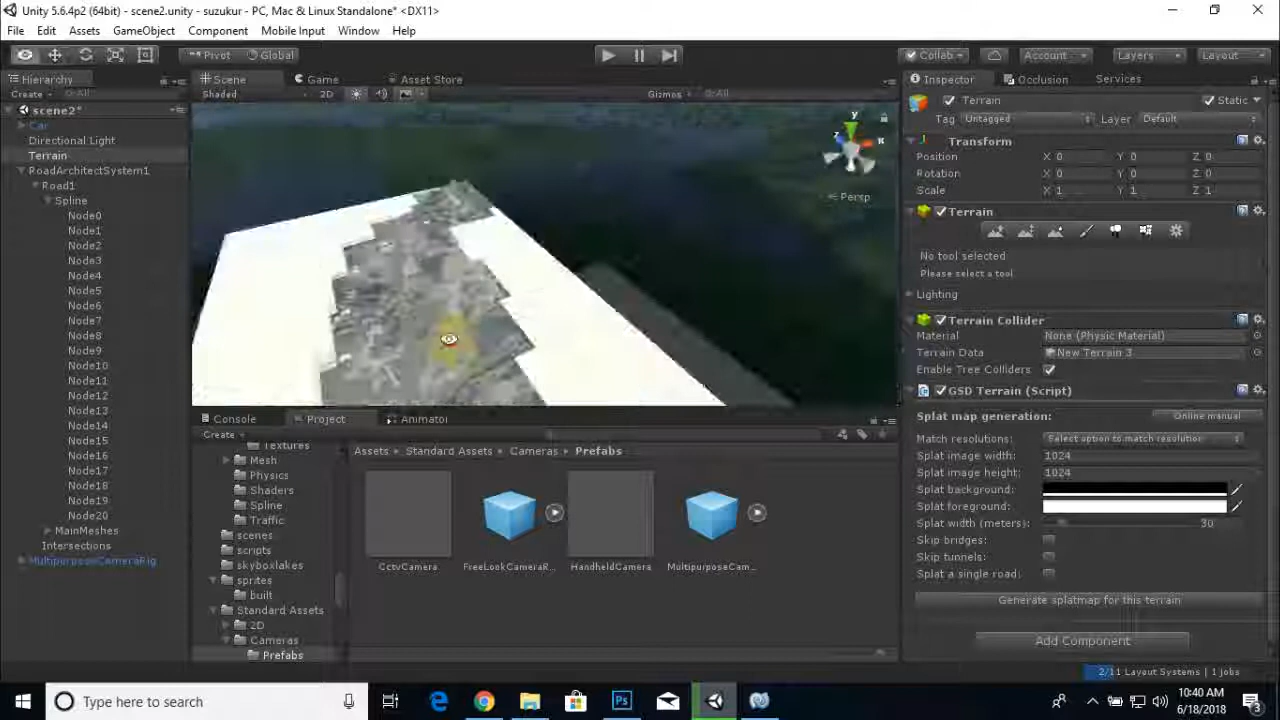 Unity 5.6.4p2 (64bit) - scene2.unity - suzukur - PC, Mac & Linux Standalone* <DX11>
File Edit Assets GameObject Component Mobile Input Window Help
Pivot Global Collab Account Layers Layout
Hierarchy
Create All
scene2*
Car
Directional Light
Terrain
RoadArchitectSystem1
Road1
Spline
Node0
Node1
Node2
Node3
Node4
Node5
Node6
Node7
Node8
Node9
Node10
Node11
Node12
Node13
Node14
Node15
Node16
Node17
Node18
Node19
Node20
MainMeshes
Intersections
MultipurposeCameraRig
Scene Game Asset Store
Shaded 2D Gizmos All
y
x
z
Persp
Console Project Animator
Create
Textures
Mesh
Physics
Shaders
Spline
Traffic
scenes
scripts
skyboxlakes
sprites
built
Standard Assets
2D
Cameras
Prefabs
Assets Standard Assets Cameras Prefabs
CctvCamera FreeLookCameraR... HandheldCamera MultipurposeCam...
Inspector Occlusion Services
Terrain Static
Tag Untagged Layer Default
Transform
Position X 0 Y 0 Z 0
Rotation X 0 Y 0 Z 0
Scale X 1 Y 1 Z 1
Terrain
No tool selected
Please select a tool
Lighting
Terrain Collider
Material None (Physic Material)
Terrain Data New Terrain 3
Enable Tree Colliders
GSD Terrain (Script)
Splat map generation: Online manual
Match resolutions: Select option to match resolution
Splat image width: 1024
Splat image height: 1024
Splat background:
Splat foreground:
Splat width (meters): 30
Skip bridges:
Skip tunnels:
Splat a single road:
Generate splatmap for this terrain
Add Component
2/11 Layout Systems | 1 jobs
Type here to search
Ps
10:40 AM
6/18/2018
3